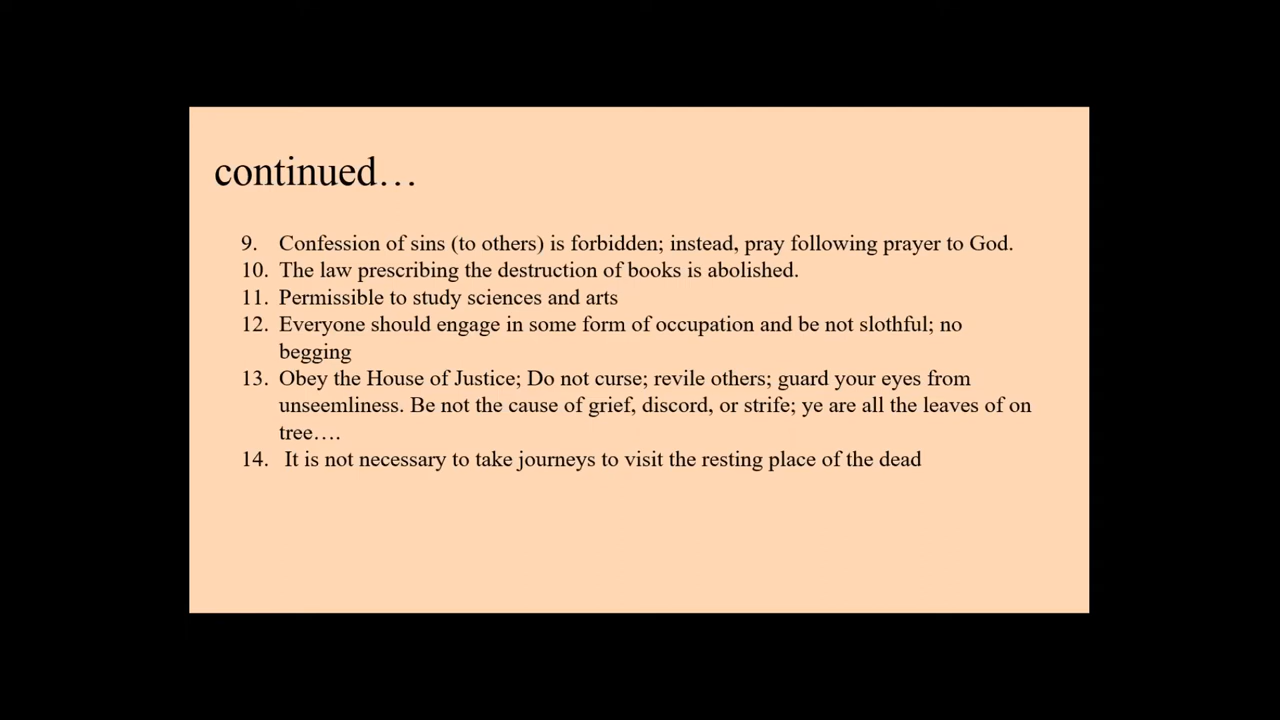 continued…
9. Confession of sins (to others) is forbidden; instead, pray following prayer to God.
10. The law prescribing the destruction of books is abolished.
11. Permissible to study sciences and arts
12. Everyone should engage in some form of occupation and be not slothful; no
begging
13. Obey the House of Justice; Do not curse; revile others; guard your eyes from
unseemliness. Be not the cause of grief, discord, or strife; ye are all the leaves of on
tree….
14. It is not necessary to take journeys to visit the resting place of the dead